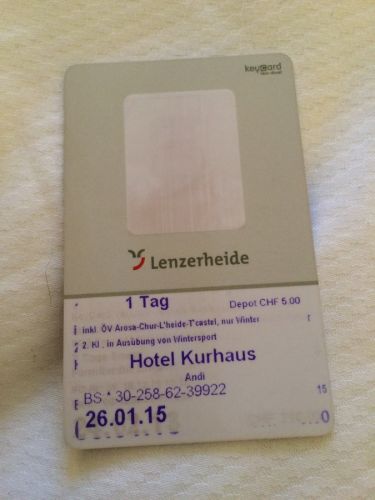 keycard
Lenzerheide
1 Tag Depot CHF 5.00
inkl. ÖV Arosa-Chur-L'heide-T'castel, nur Winter
2. Kl., in Ausübung von Wintersport
Hotel Kurhaus
Andi
BS * 30-258-62-39922
15
26.01.15